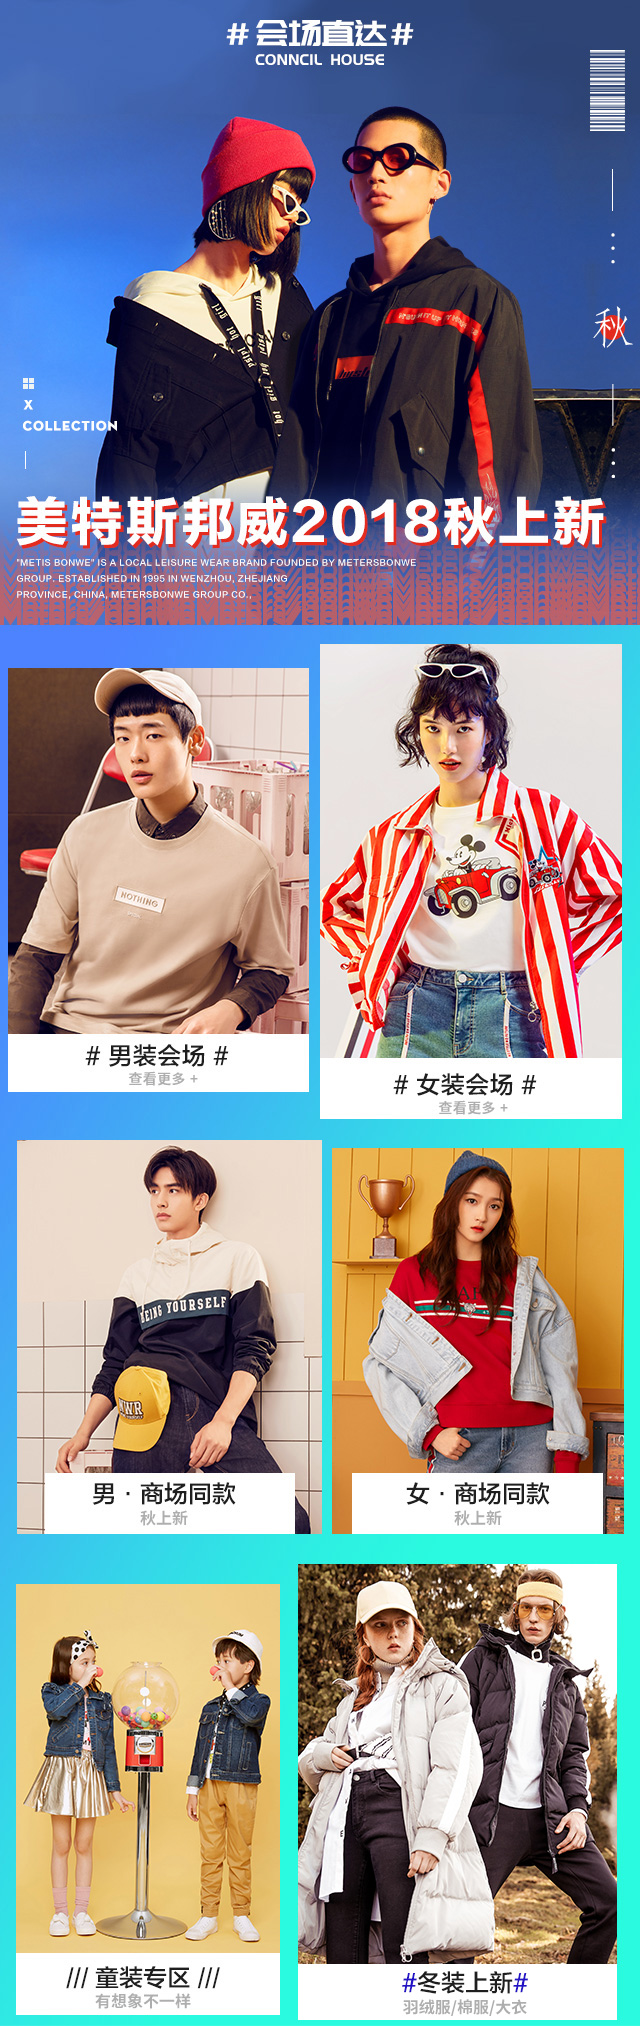 #会场直达#
CONNCIL HOUSE
秋
X
COLLECTION
美特斯邦威2018秋上新
"METIS BONWE" IS A LOCAL LEISURE WEAR BRAND FOUNDED BY METERSBONWE
GROUP. ESTABLISHED IN 1995 IN WENZHOU, ZHEJIANG
PROVINCE, CHINA, METERSBONWE GROUP CO.,
NOTHING
# 男装会场 #
查看更多 +
# 女装会场 #
查看更多 +
BEING YOURSELF
男 · 商场同款
秋上新
女 · 商场同款
秋上新
/// 童装专区 ///
有想象不一样
#冬装上新#
羽绒服/棉服/大衣